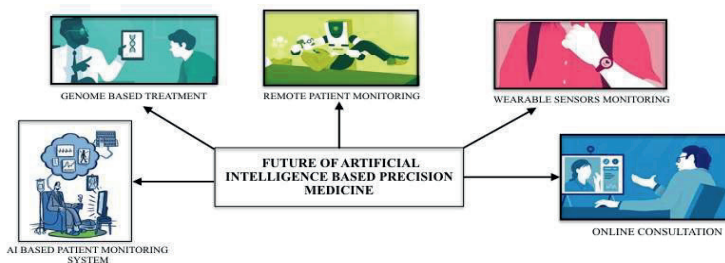 GENOME BASED TREATMENT
REMOTE PATIENT MONITORING
WEARABLE SENSORS MONITORING
FUTURE OF ARTIFICIAL
INTELLIGENCE BASED PRECISION
MEDICINE
AI BASED PATIENT MONITORING
SYSTEM
ONLINE CONSULTATION